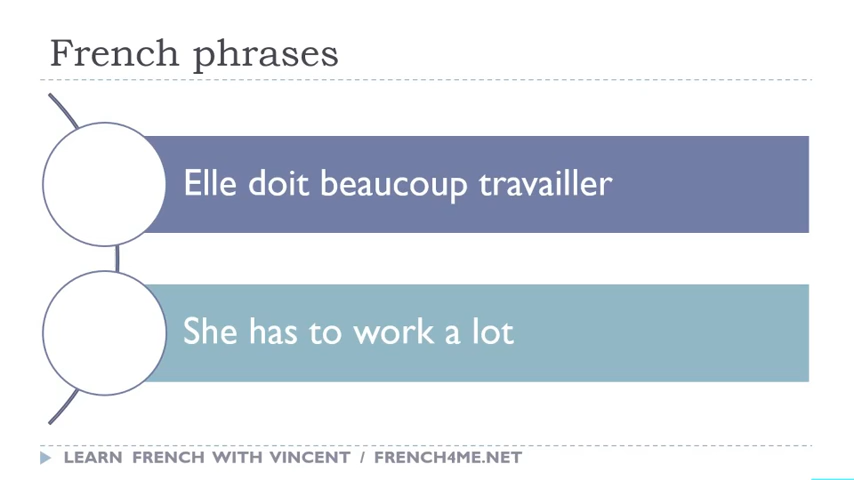 French phrases
Elle doit beaucoup travailler
She has to work a lot
LEARN FRENCH WITH VINCENT / FRENCH4ME.NET